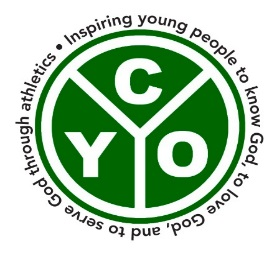 Inspiring young people to know God, to love God, and to serve God through athletics •
C
Y O